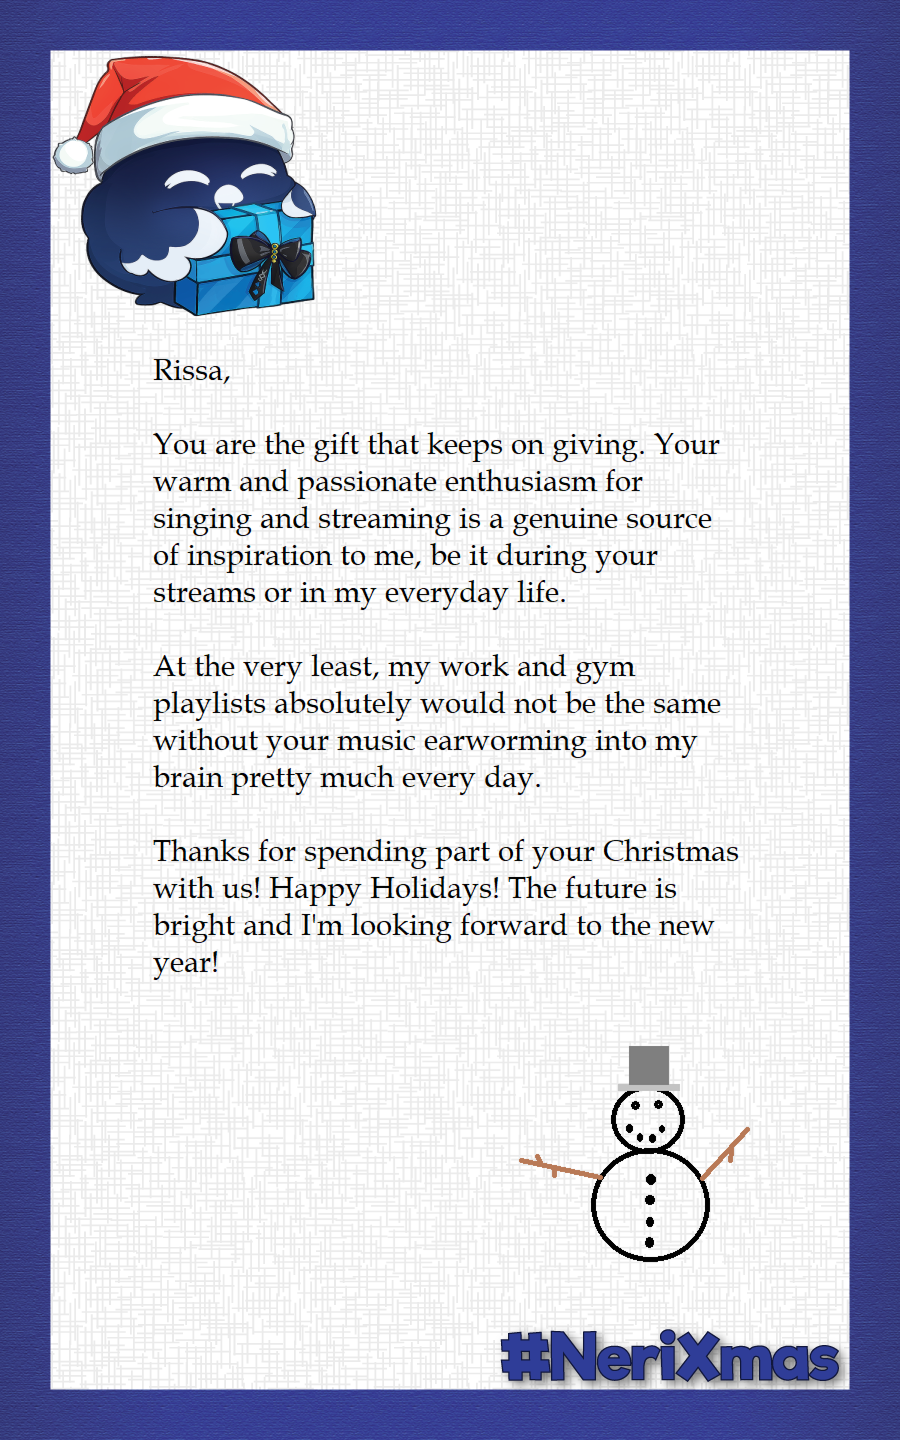 Rissa,
You are the gift that keeps on giving. Your
warm and passionate enthusiasm for
singing and streaming is a genuine source
of inspiration to me, be it during your
streams or in my everyday life.
At the very least, my work and gym
playlists absolutely would not be the same
without your music earworming into my
brain pretty much every day.
Thanks for spending part of your Christmas
with us! Happy Holidays! The future is
bright and I'm looking forward to the new
year!
#NeriXmas